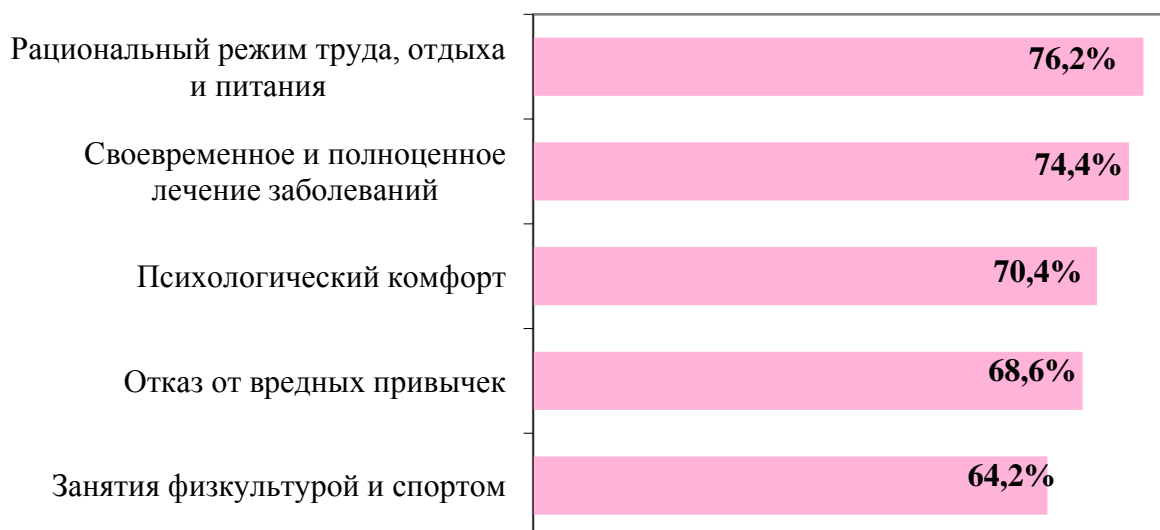 Рациональный режим труда, отдыха
и питания
76,2%
Своевременное и полноценное
лечение заболеваний
74,4%
Психологический комфорт
70,4%
Отказ от вредных привычек
68,6%
Занятия физкультурой и спортом
64,2%